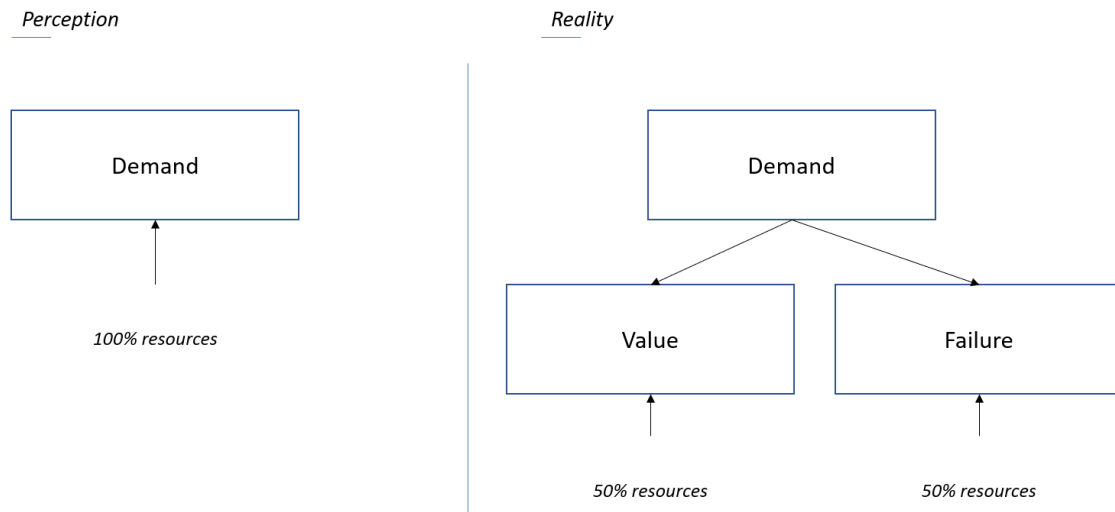 Perception
Reality
Demand
Demand
100% resources
Value
Failure
50% resources
50% resources